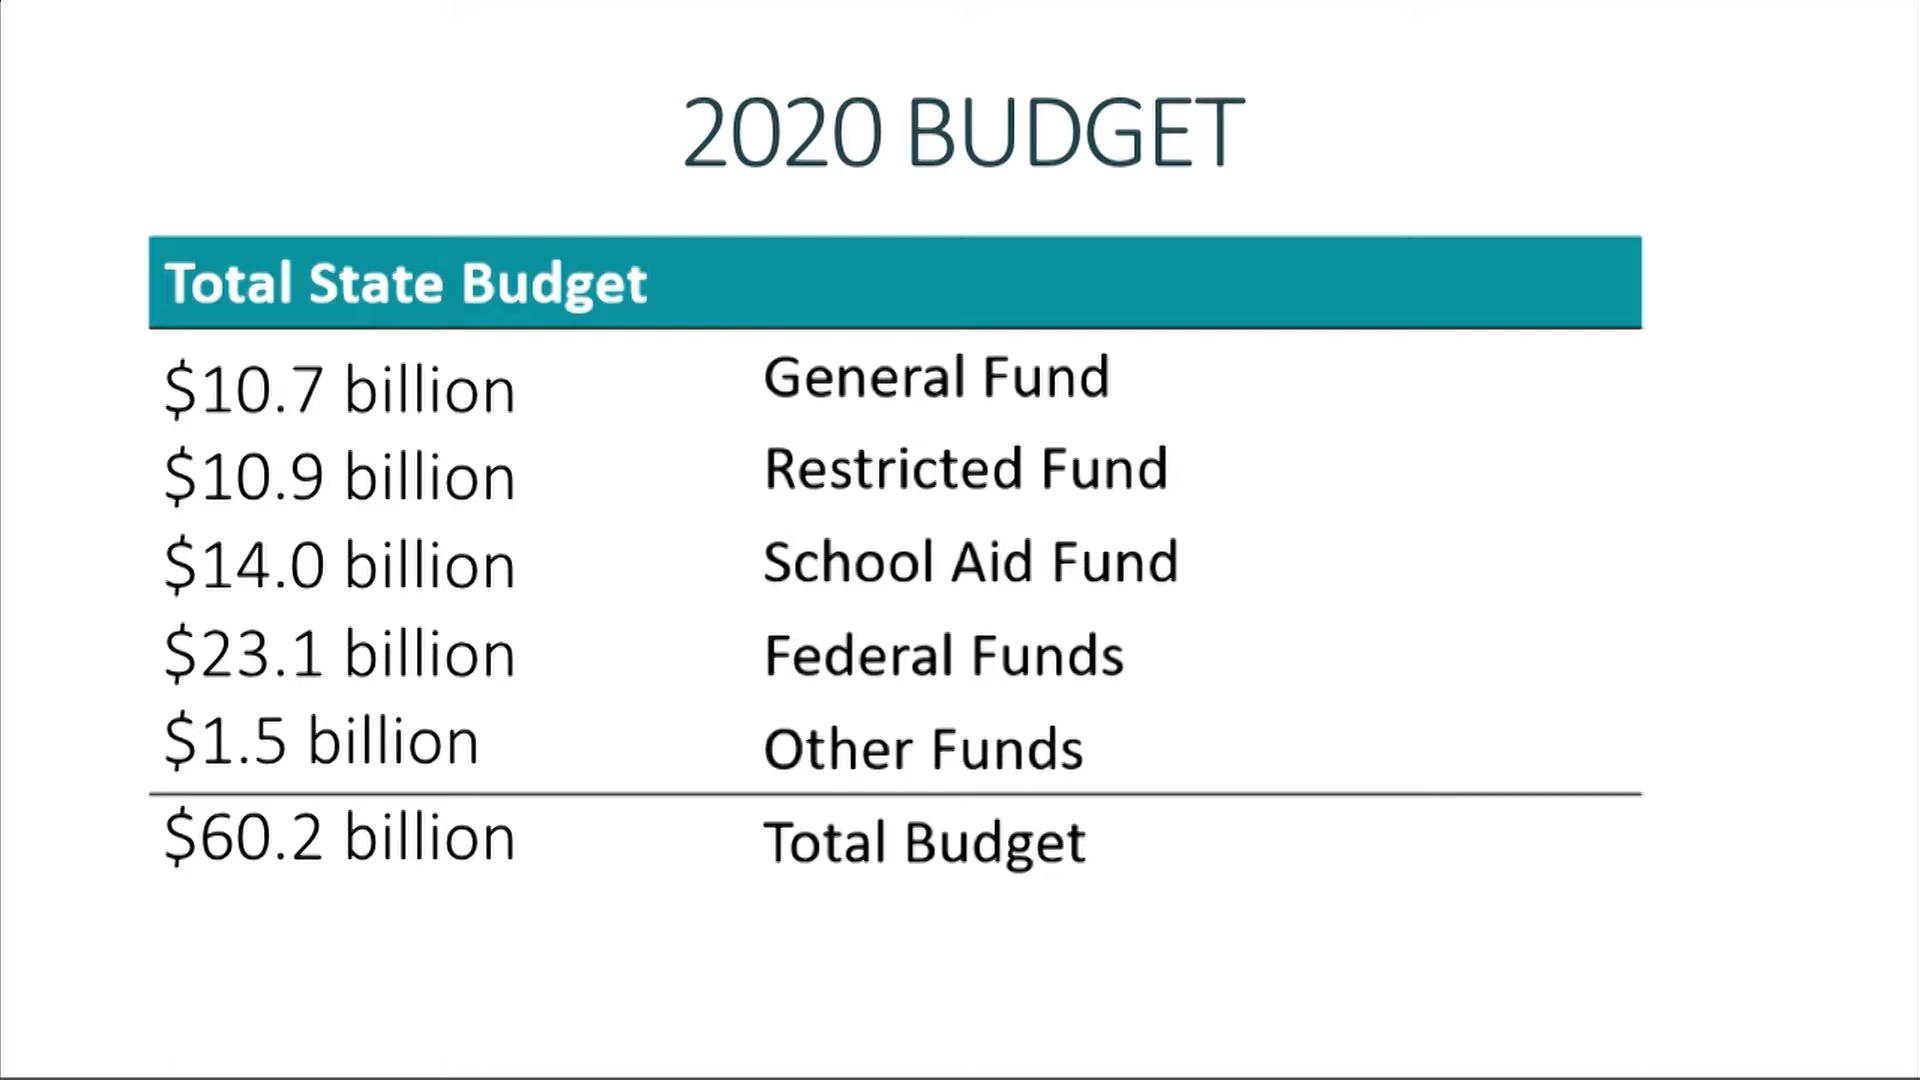 2020 BUDGET
Total State Budget
$10.7 billion General Fund
$10.9 billion Restricted Fund
$14.0 billion School Aid Fund
$23.1 billion Federal Funds
$1.5 billion Other Funds
$60.2 billion Total Budget